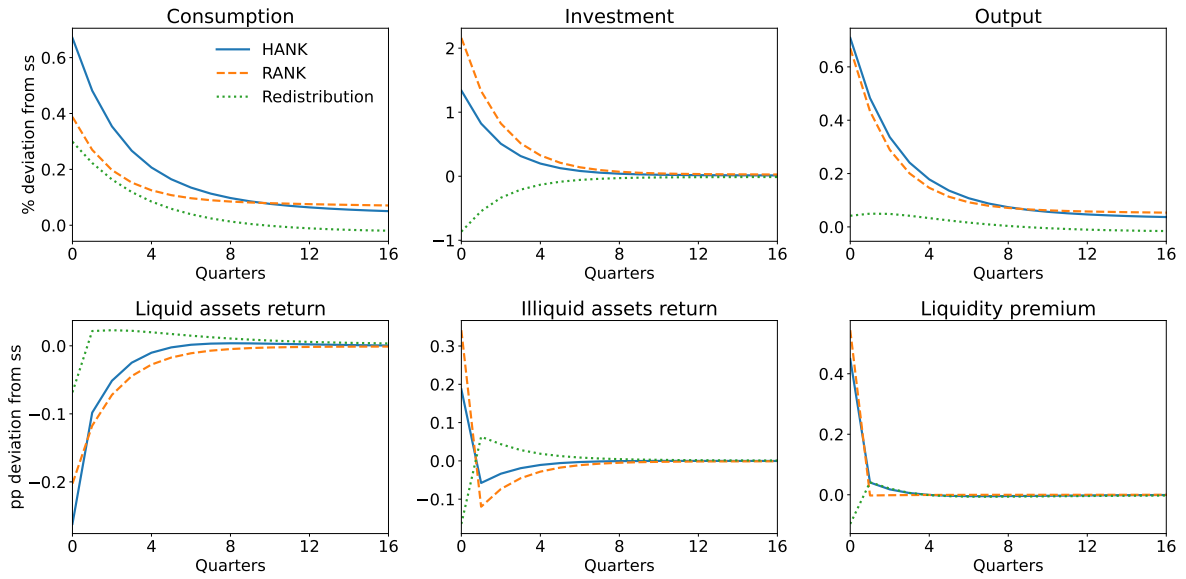 Consumption
Investment
Output
% deviation from ss
0.6
0.4
0.2
0.0
HANK
RANK
Redistribution
2
1
0
−1
0.6
0.4
0.2
0.0
0 4 8 12 16
0 4 8 12 16
0 4 8 12 16
Quarters
Quarters
Quarters
Liquid assets return
Illiquid assets return
Liquidity premium
pp deviation from ss
0.0
−0.1
−0.2
0.3
0.2
0.1
0.0
−0.1
0.4
0.2
0.0
0 4 8 12 16
0 4 8 12 16
0 4 8 12 16
Quarters
Quarters
Quarters